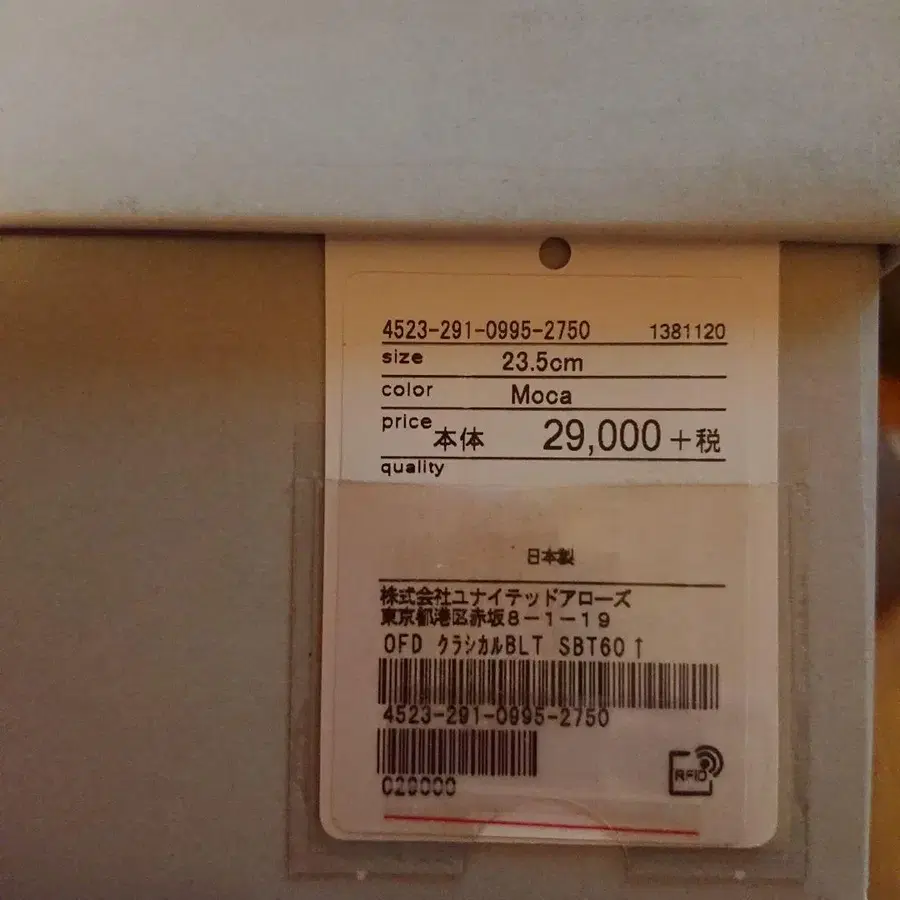 4523-291-0995-2750 1381120
size 23.5cm
color Moca
price 本体 29,000+税
quality
日本製
株式会社ユナイテッドアローズ
東京都港区赤坂8-1-19
OFD クラシカルBLT SBT60↑
4523-291-0995-2750
029000
RFID